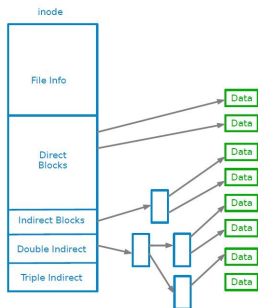 inode
File Info
Data
Data
Direct
Blocks
Data
Data
Indirect Blocks
Data
Data
Double Indirect
Data
Triple Indirect
Data